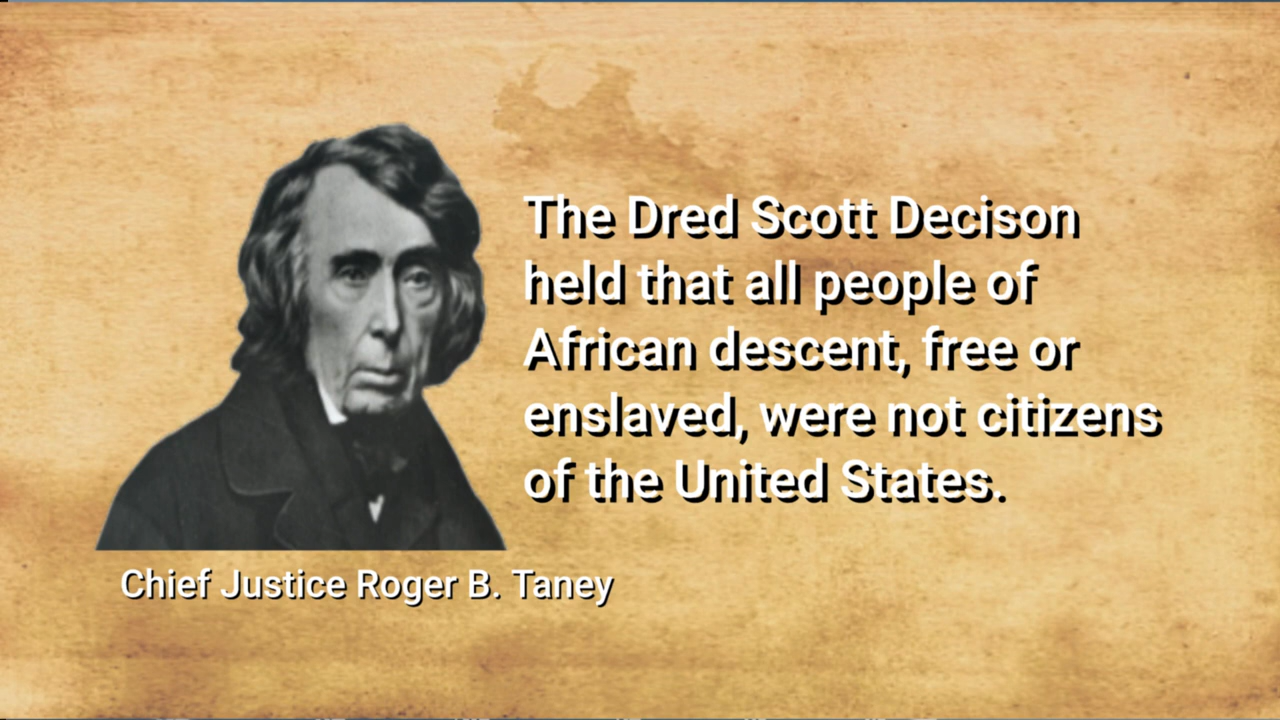 The Dred Scott Decison
held that all people of
African descent, free or
enslaved, were not citizens
of the United States.
Chief Justice Roger B. Taney